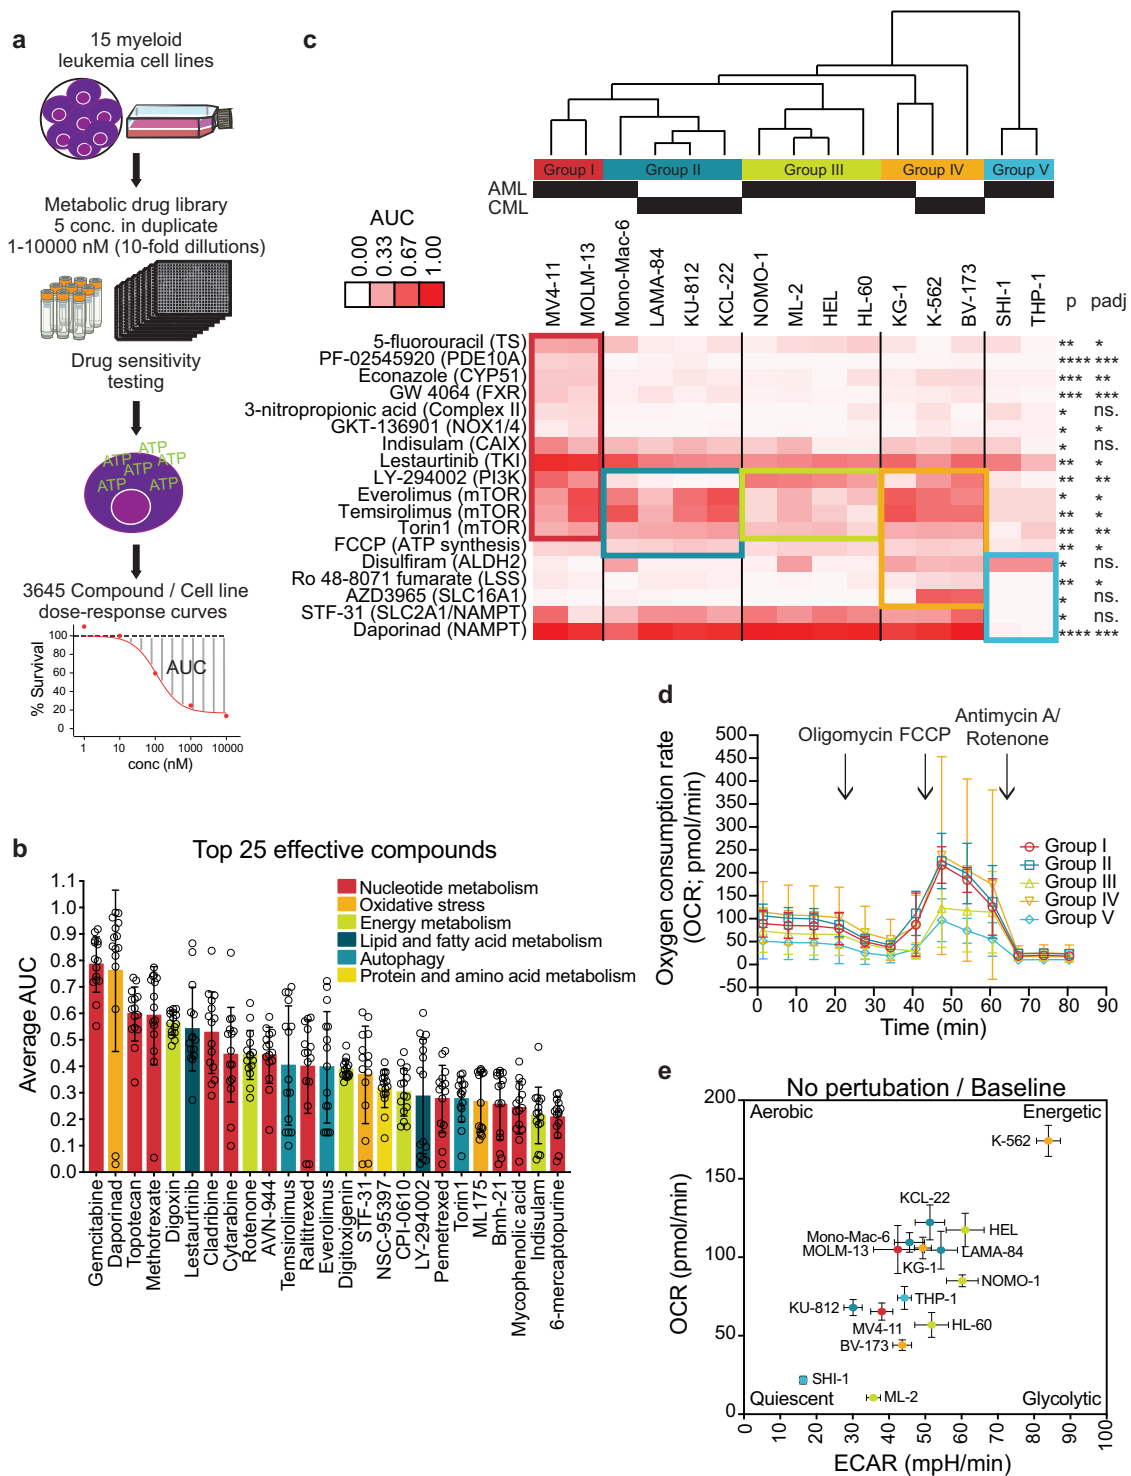 a
15 myeloid
leukemia cell lines
Metabolic drug library
5 conc. in duplicate
1-10000 nM (10-fold dillutions)
Drug sensitivity
testing
ATP
ATP ATP
ATP
ATP ATP
3645 Compound / Cell line
dose-response curves
% Survival
100
80
60
40
20
0
AUC
1 10 100 1000 10000
conc (nM)
b
Top 25 effective compounds
Average AUC
1.1
1.0
0.9
0.8
0.7
0.6
0.5
0.4
0.3
0.2
0.1
0.0
Nucleotide metabolism
Oxidative stress
Energy metabolism
Lipid and fatty acid metabolism
Autophagy
Protein and amino acid metabolism
Gemcitabine
Daporinad
Topotecan
Methotrexate
Digoxin
Lestaurtinib
Cladribine
Cytarabine
Rotenone
AVN-944
Temsirolimus
Raltitrexed
Everolimus
Digitoxigenin
STF-31
NSC-95397
CPI-0610
LY-294002
Pemetrexed
Torin1
ML175
Bmh-21
Mycophenolic acid
Indisulam
6-mercaptopurine
c
Group I Group II Group III Group IV Group V
AML
CML
AUC
0.00 0.33 0.67 1.00
MV4-11
MOLM-13
Mono-Mac-6
LAMA-84
KU-812
KCL-22
NOMO-1
ML-2
HEL
HL-60
KG-1
K-562
BV-173
SHI-1
THP-1
p padj
5-fluorouracil (TS) ** *
PF-02545920 (PDE10A) **** ***
Econazole (CYP51) *** **
GW 4064 (FXR) *** ***
3-nitropropionic acid (Complex II) * ns.
GKT-136901 (NOX1/4) * *
Indisulam (CAIX) * ns.
Lestaurtinib (TKI) ** *
LY-294002 (PI3K) ** **
Everolimus (mTOR) * *
Temsirolimus (mTOR) * *
Torin1 (mTOR) ** **
FCCP (ATP synthesis) ** *
Disulfiram (ALDH2) * ns.
Ro 48-8071 fumarate (LSS) ** *
AZD3965 (SLC16A1) * ns.
STF-31 (SLC2A1/NAMPT) * ns.
Daporinad (NAMPT) **** ***
d
Oxygen consumption rate
(OCR; pmol/min)
500
450
400
350
300
250
200
150
100
50
0
-50
Oligomycin FCCP Antimycin A/
Rotenone
Group I
Group II
Group III
Group IV
Group V
0 10 20 30 40 50 60 70 80 90
Time (min)
e
No pertubation / Baseline
OCR (pmol/min)
200
150
100
50
0
Aerobic Energetic
K-562
KCL-22
HEL
Mono-Mac-6
MOLM-13 LAMA-84
KG-1
NOMO-1
THP-1
KU-812
MV4-11 HL-60
BV-173
SHI-1
ML-2
Quiescent Glycolytic
0 10 20 30 40 50 60 70 80 90 100
ECAR (mpH/min)